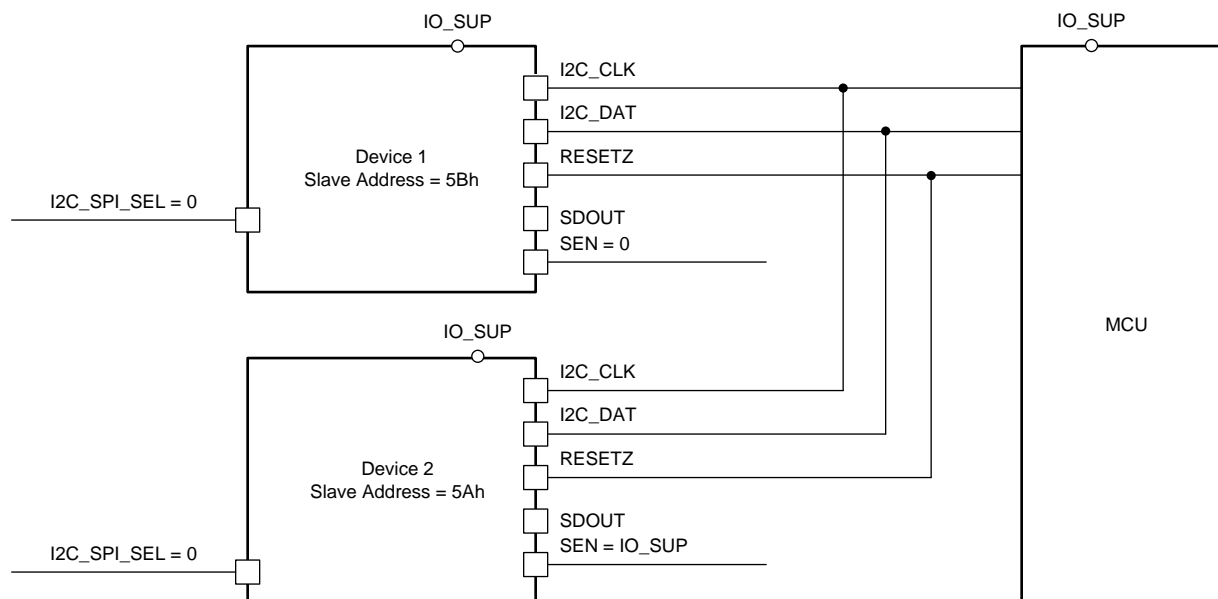 IO_SUP
IO_SUP
I2C_CLK
I2C_DAT
RESETZ
Device 1
Slave Address = 5Bh
I2C_SPI_SEL = 0
SDOUT
SEN = 0
MCU
IO_SUP
I2C_CLK
I2C_DAT
RESETZ
Device 2
Slave Address = 5Ah
SDOUT
I2C_SPI_SEL = 0
SEN = IO_SUP